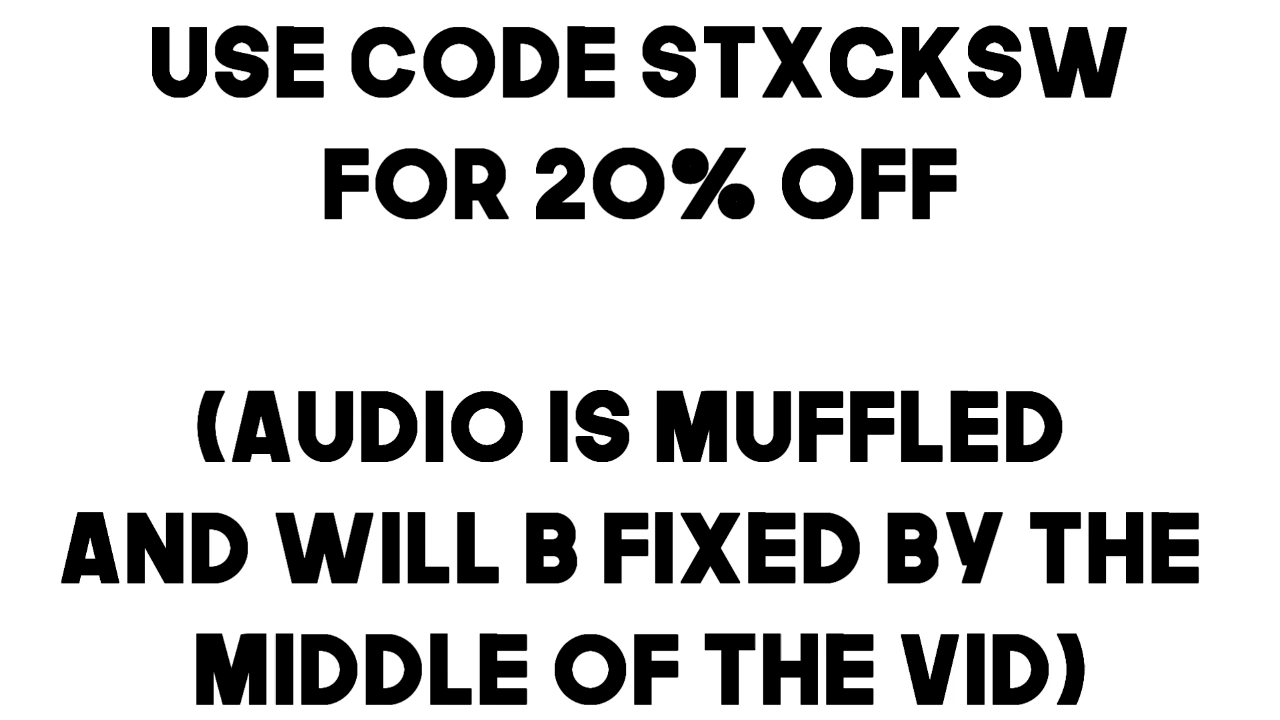 USE CODE STXCKSW
FOR 20% OFF
(AUDIO IS MUFFLED
AND WILL B FIXED BY THE
MIDDLE OF THE VID)